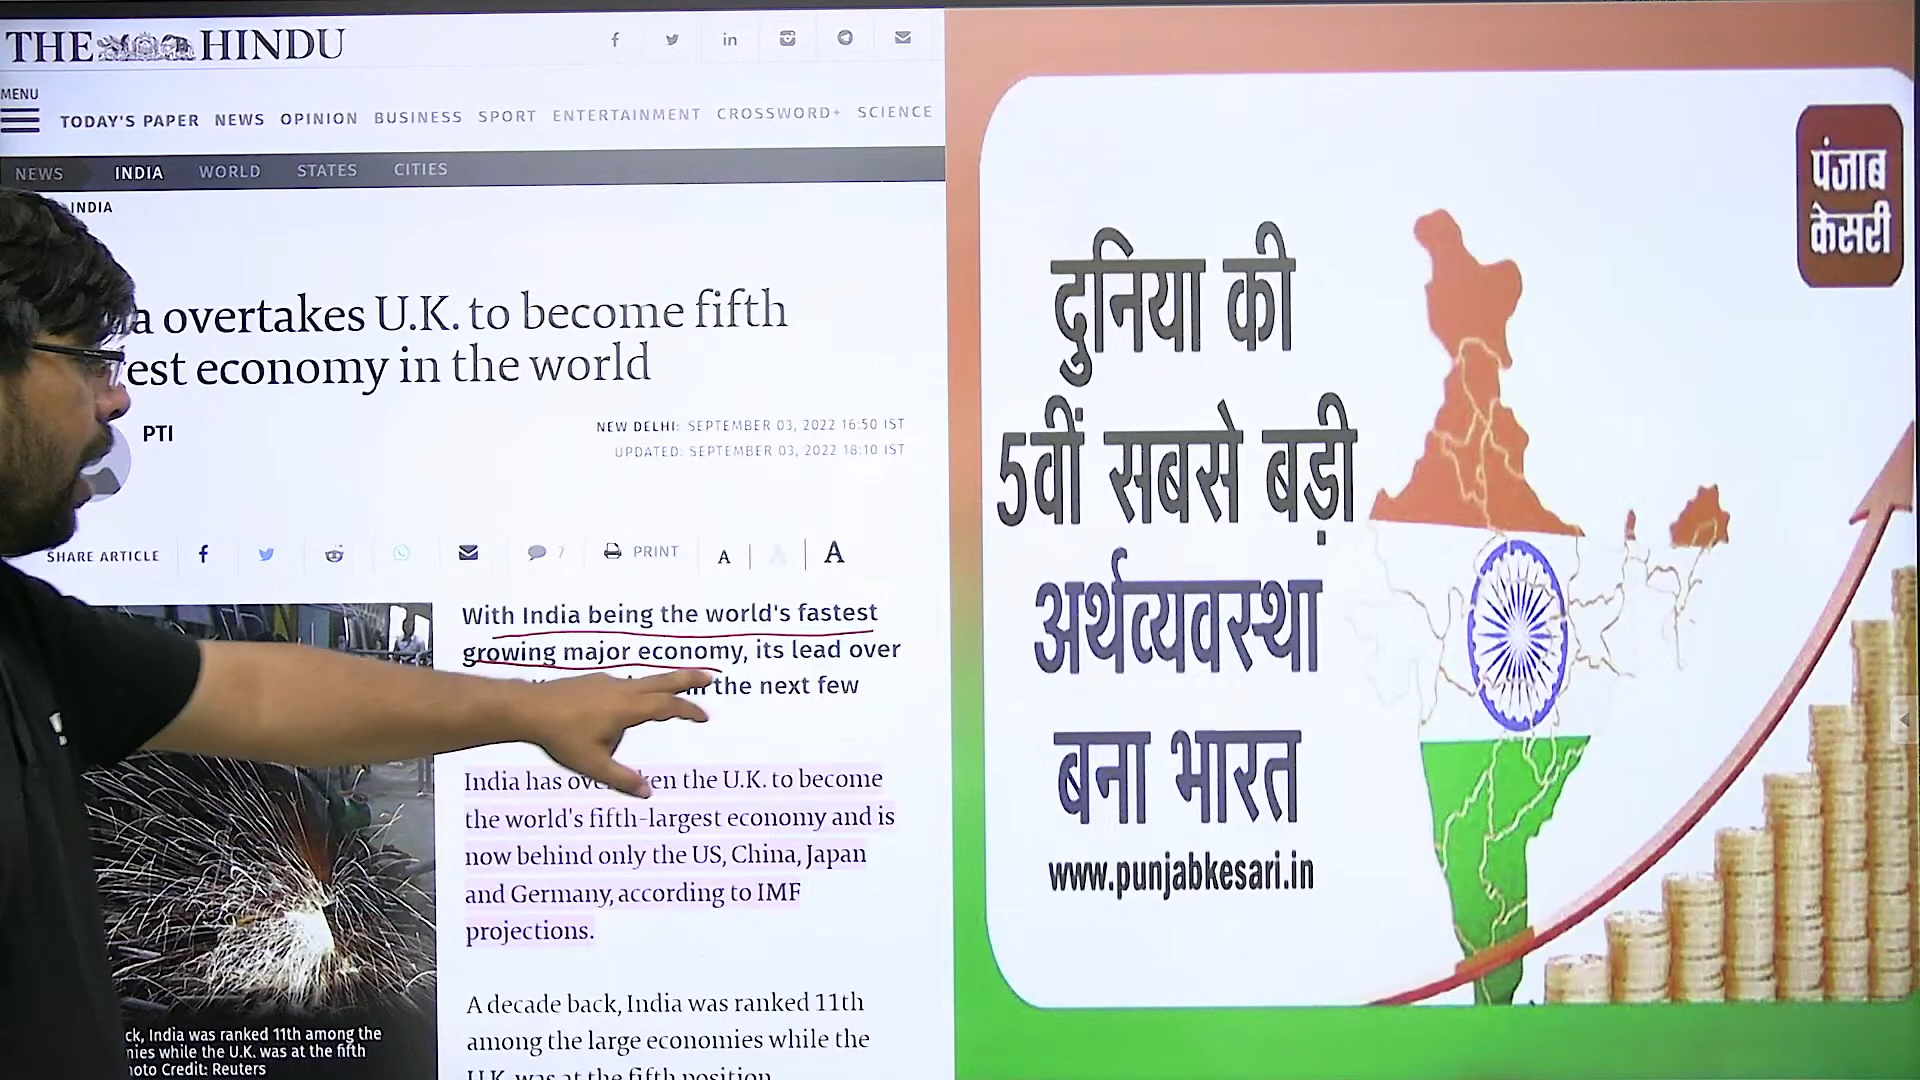 THE HINDU
MENU
TODAY'S PAPER NEWS OPINION BUSINESS SPORT ENTERTAINMENT CROSSWORD+ SCIENCE
NEWS INDIA WORLD STATES CITIES
INDIA
overtakes U.K. to become fifth
economy in the world
PTI
NEW DELHI: SEPTEMBER 03, 2022 16:50 IST
UPDATED: SEPTEMBER 03, 2022 18:10 IST
SHARE ARTICLE 7 PRINT A A A
With India being the world's fastest
growing major economy, its lead over
the next few
India has the U.K. to become
the world's fifth-largest economy and is
now behind only the US, China, Japan
and Germany, according to IMF
projections.
A decade back, India was ranked 11th
among the large economies while the
U.K. was at the fifth position.
India was ranked 11th among the
while the U.K. was at the fifth
Credit: Reuters
पंजाब
केसरी
दुनिया की
5वीं सबसे बड़ी
अर्थव्यवस्था
बना भारत
www.punjabkesari.in